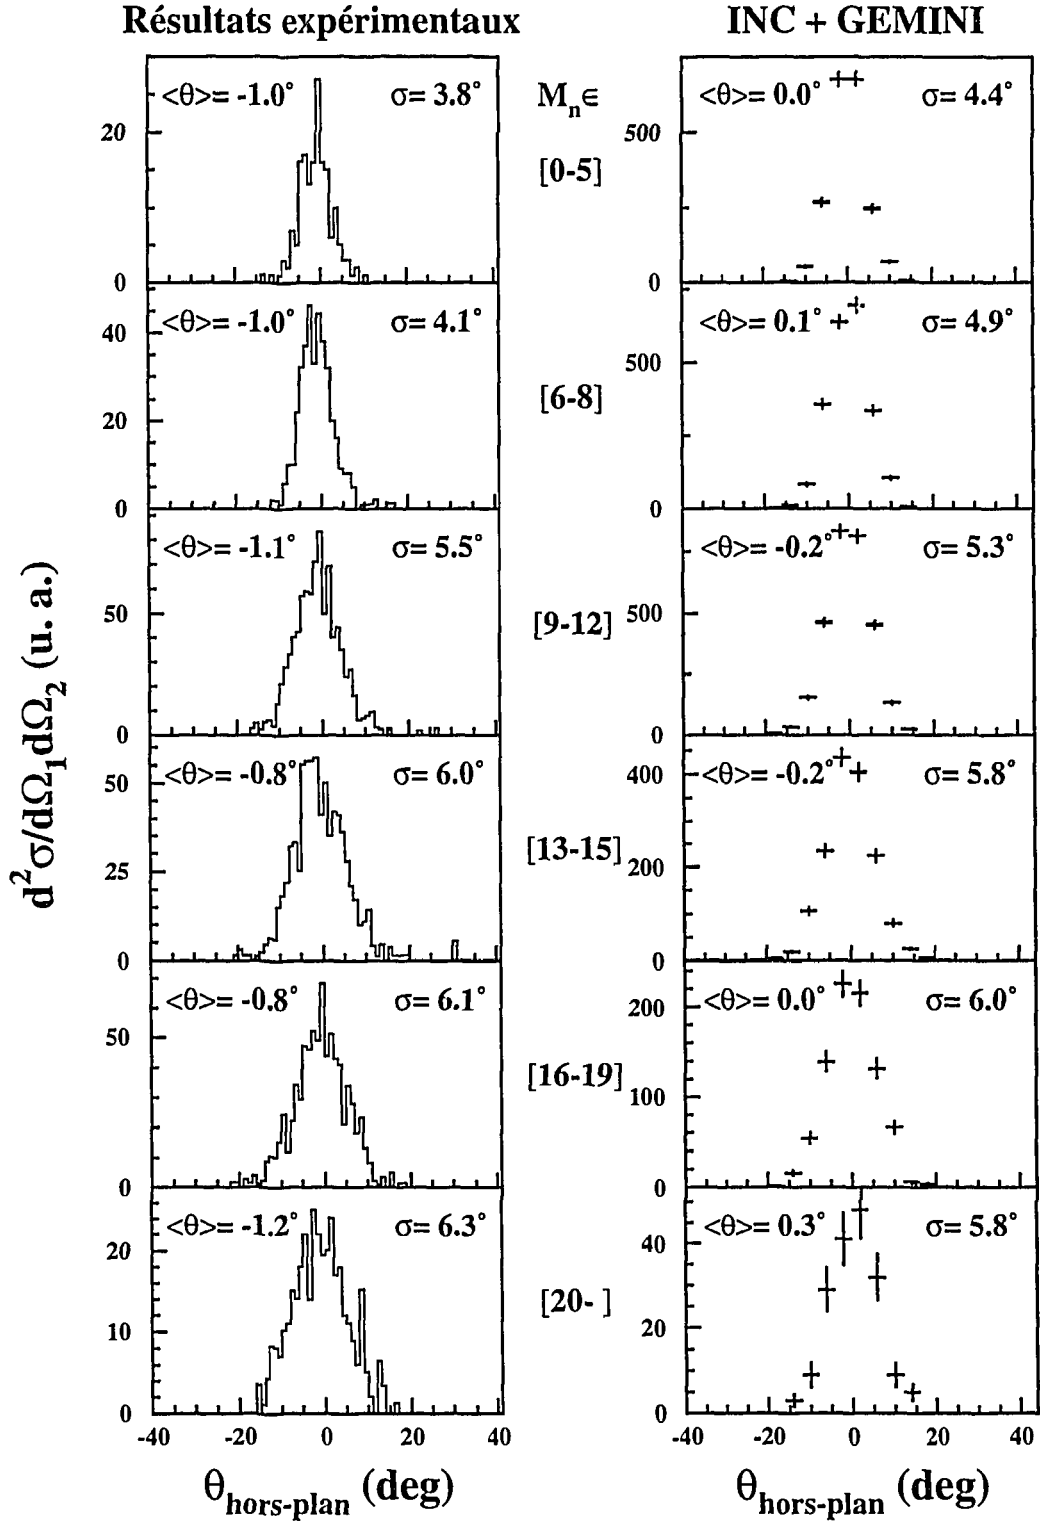 Résultats expérimentaux
INC + GEMINI
<θ>= -1.0° σ= 3.8°
M_n ∈
<θ>= 0.0° σ= 4.4°
20
0
[0-5]
500
0
<θ>= -1.0° σ= 4.1°
<θ>= 0.1° σ= 4.9°
40
20
0
[6-8]
500
0
<θ>= -1.1° σ= 5.5°
<θ>= -0.2° σ= 5.3°
50
0
[9-12]
500
0
<θ>= -0.8° σ= 6.0°
<θ>= -0.2° σ= 5.8°
50
25
0
[13-15]
400
200
0
<θ>= -0.8° σ= 6.1°
<θ>= 0.0° σ= 6.0°
50
0
[16-19]
200
100
0
<θ>= -1.2° σ= 6.3°
<θ>= 0.3° σ= 5.8°
20
10
0
[20- ]
40
20
0
-40 -20 0 20 40
-40 -20 0 20 40
θ_hors-plan (deg)
θ_hors-plan (deg)
d²σ/dΩ₁dΩ₂ (u. a.)